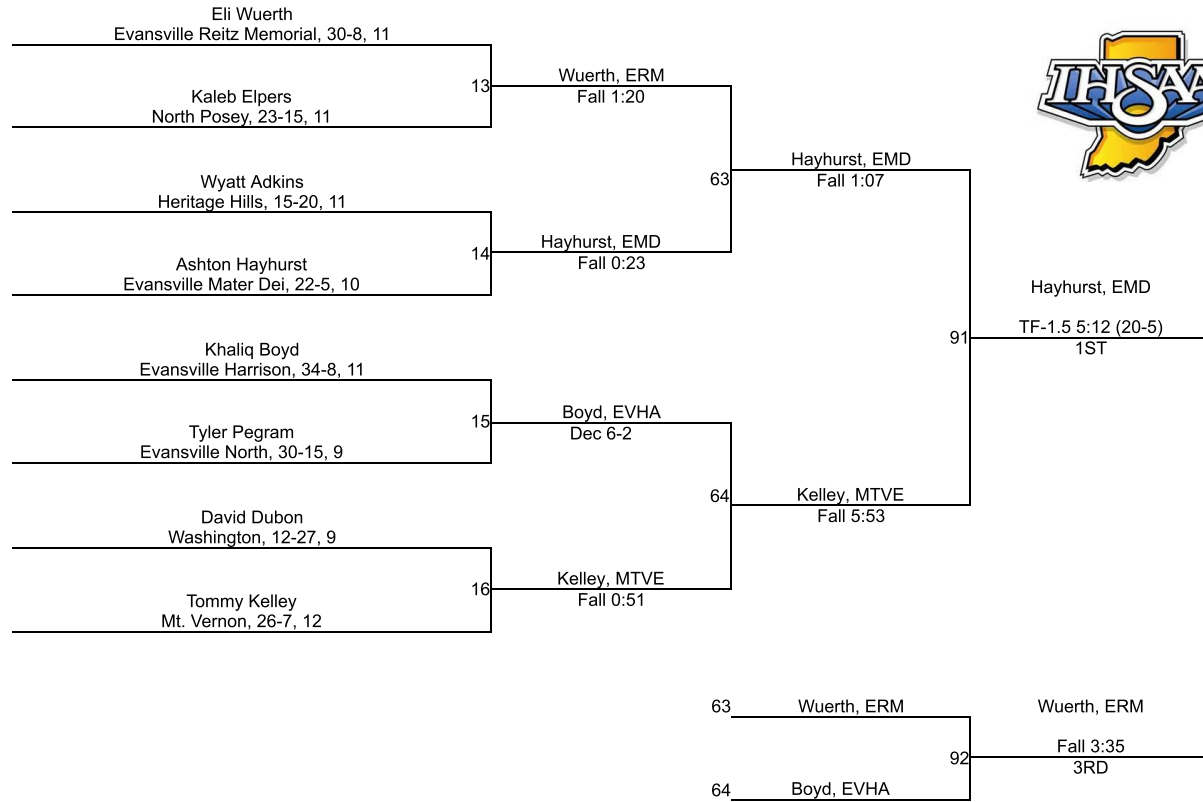 Eli Wuerth
Evansville Reitz Memorial, 30-8, 11
13
Kaleb Elpers
North Posey, 23-15, 11
Wuerth, ERM
Fall 1:20
Wyatt Adkins
Heritage Hills, 15-20, 11
14
Ashton Hayhurst
Evansville Mater Dei, 22-5, 10
Hayhurst, EMD
Fall 0:23
63
Hayhurst, EMD
Fall 1:07
Khaliq Boyd
Evansville Harrison, 34-8, 11
15
Tyler Pegram
Evansville North, 30-15, 9
Boyd, EVHA
Dec 6-2
David Dubon
Washington, 12-27, 9
16
Tommy Kelley
Mt. Vernon, 26-7, 12
Kelley, MTVE
Fall 0:51
64
Kelley, MTVE
Fall 5:53
91
Hayhurst, EMD
TF-1.5 5:12 (20-5)
1ST
IHSAA
63
Wuerth, ERM
64
Boyd, EVHA
92
Wuerth, ERM
Fall 3:35
3RD